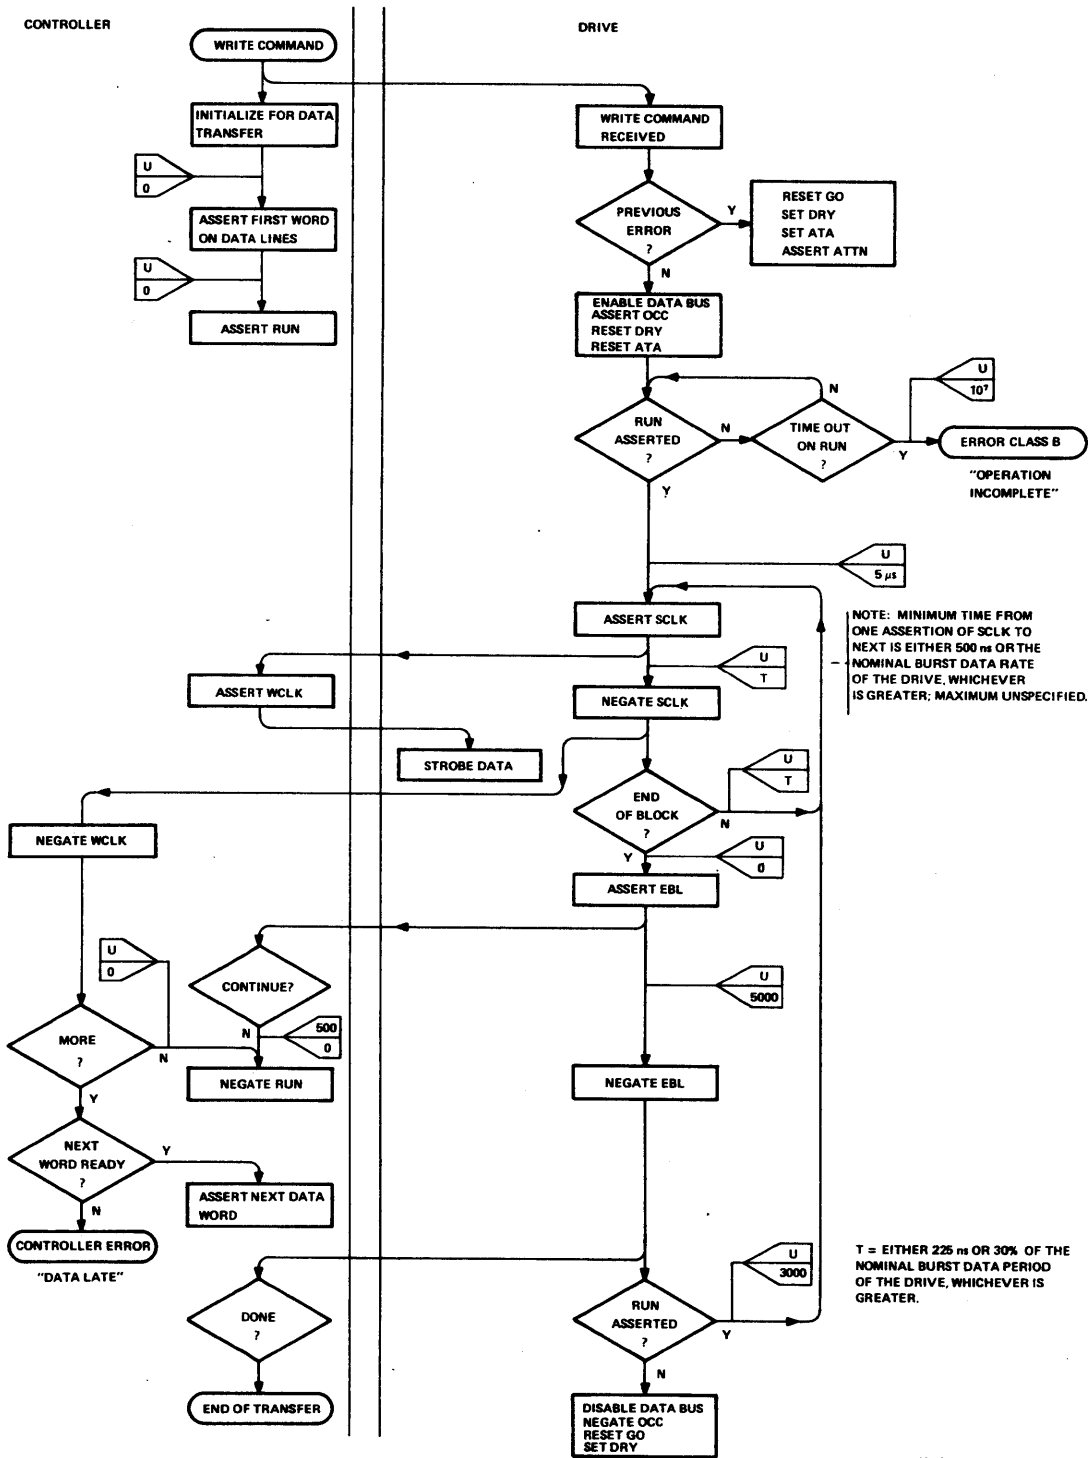 CONTROLLER
DRIVE
WRITE COMMAND
INITIALIZE FOR DATA
TRANSFER
WRITE COMMAND
RECEIVED
U
0
PREVIOUS
ERROR
?
Y
RESET GO
SET DRY
SET ATA
ASSERT ATTN
ASSERT FIRST WORD
ON DATA LINES
N
U
0
ENABLE DATA BUS
ASSERT OCC
RESET DRY
RESET ATA
ASSERT RUN
U
10⁷
N
RUN
ASSERTED
?
N
TIME OUT
ON RUN
?
Y
ERROR CLASS B
"OPERATION
INCOMPLETE"
Y
U
5 µs
ASSERT SCLK
NOTE: MINIMUM TIME FROM
ONE ASSERTION OF SCLK TO
NEXT IS EITHER 500 ns OR THE
NOMINAL BURST DATA RATE
OF THE DRIVE, WHICHEVER
IS GREATER; MAXIMUM UNSPECIFIED.
U
T
ASSERT WCLK
NEGATE SCLK
STROBE DATA
U
T
END
OF BLOCK
?
N
NEGATE WCLK
Y
U
0
ASSERT EBL
U
0
CONTINUE?
U
5000
N
500
0
MORE
?
N
NEGATE RUN
NEGATE EBL
Y
NEXT
WORD READY
?
Y
ASSERT NEXT DATA
WORD
N
CONTROLLER ERROR
"DATA LATE"
U
3000
T = EITHER 225 ns OR 30% OF THE
NOMINAL BURST DATA PERIOD
OF THE DRIVE, WHICHEVER IS
GREATER.
DONE
?
RUN
ASSERTED
?
Y
N
END OF TRANSFER
DISABLE DATA BUS
NEGATE OCC
RESET GO
SET DRY